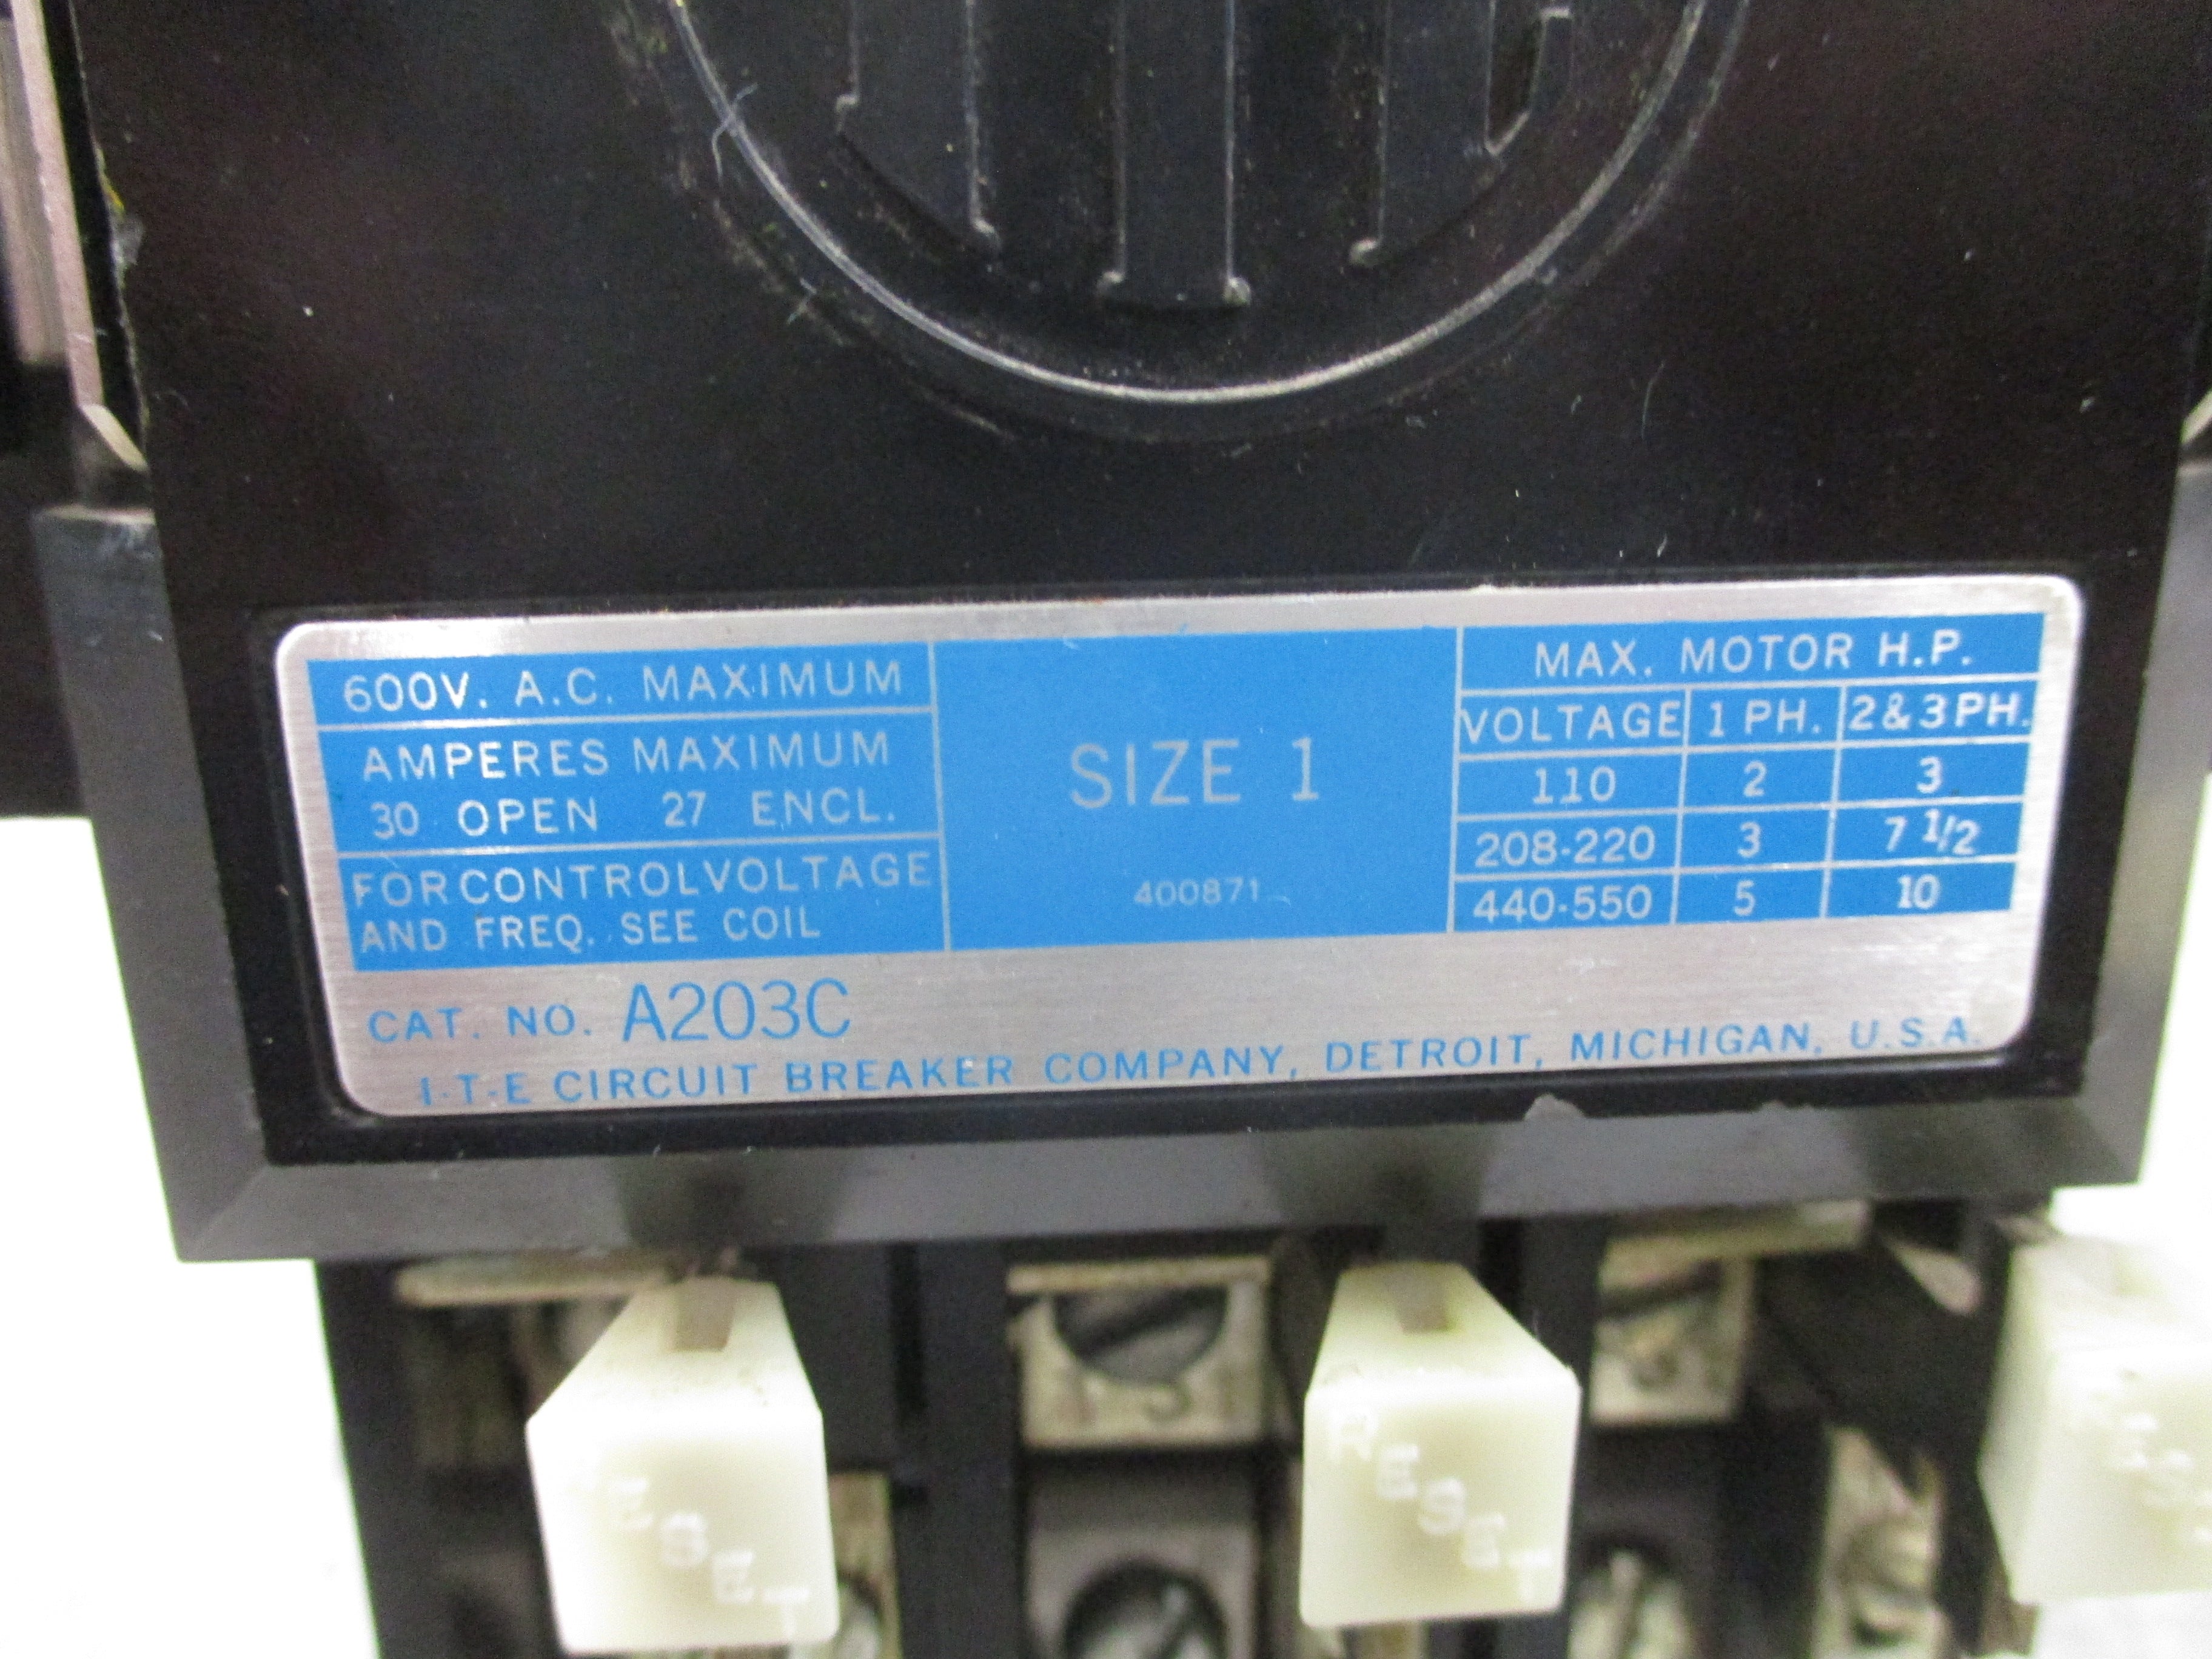 600V. A.C. MAXIMUM
AMPERES MAXIMUM
30 OPEN 27 ENCL.
FOR CONTROL VOLTAGE
AND FREQ. SEE COIL
SIZE 1
400871
MAX. MOTOR H.P.
VOLTAGE 1 PH. 2 & 3 PH.
110 2 3
208-220 3 7 1/2
440-550 5 10
CAT. NO. A203C
I-T-E CIRCUIT BREAKER COMPANY, DETROIT, MICHIGAN, U.S.A.
RESET
RESET